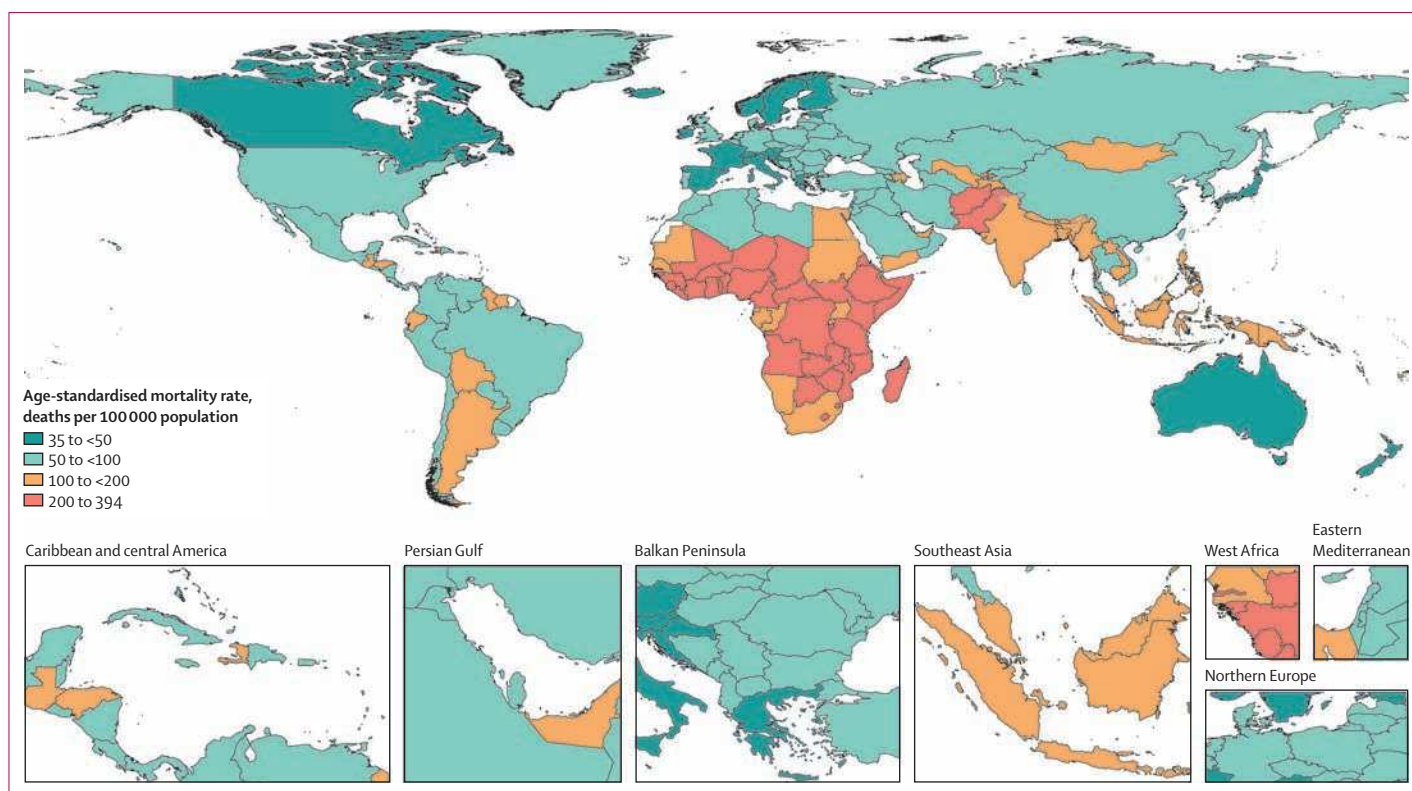 Age-standardised mortality rate,
deaths per 100 000 population
35 to <50
50 to <100
100 to <200
200 to 394
Caribbean and central America
Persian Gulf
Balkan Peninsula
Southeast Asia
West Africa
Eastern
Mediterranean
Northern Europe